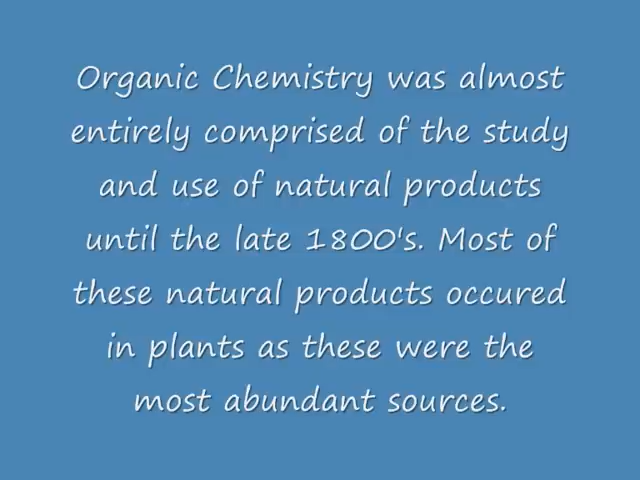 Organic Chemistry was almost
entirely comprised of the study
and use of natural products
until the late 1800's. Most of
these natural products occured
in plants as these were the
most abundant sources.